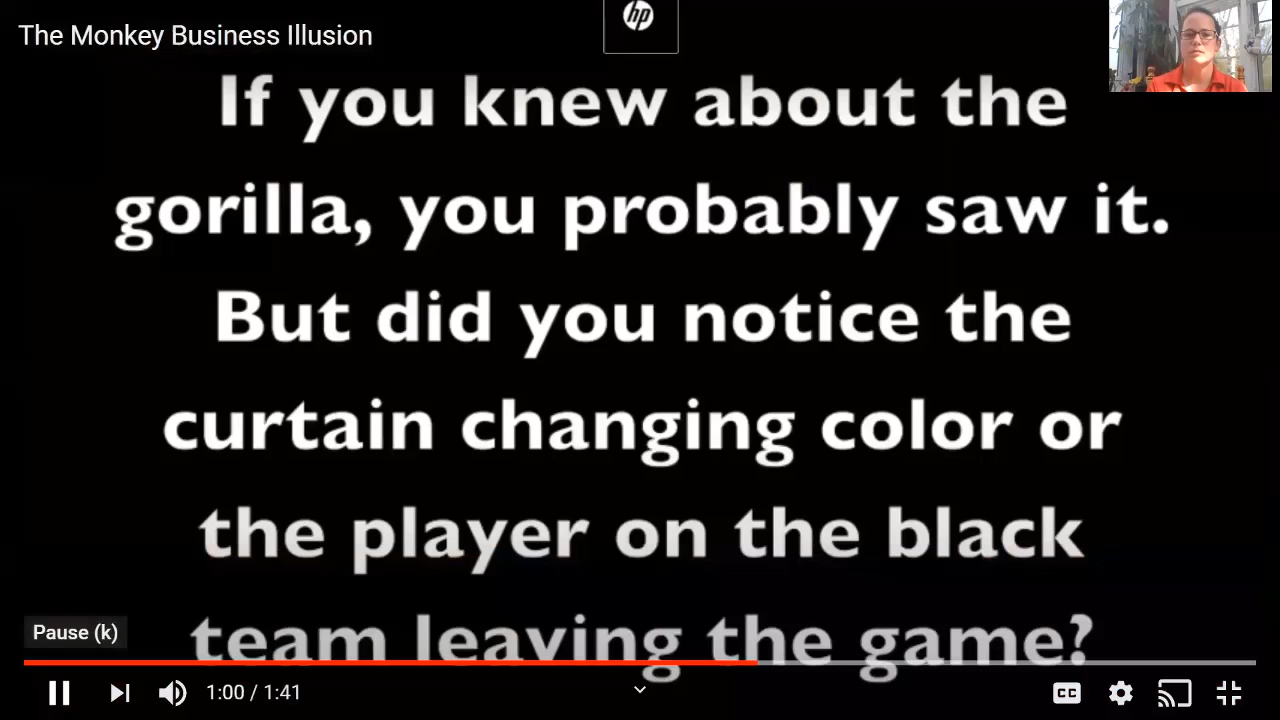 The Monkey Business Illusion
hp
If you knew about the
gorilla, you probably saw it.
But did you notice the
curtain changing color or
the player on the black
team leaving the game?
Pause (k)
1:00 / 1:41
CC